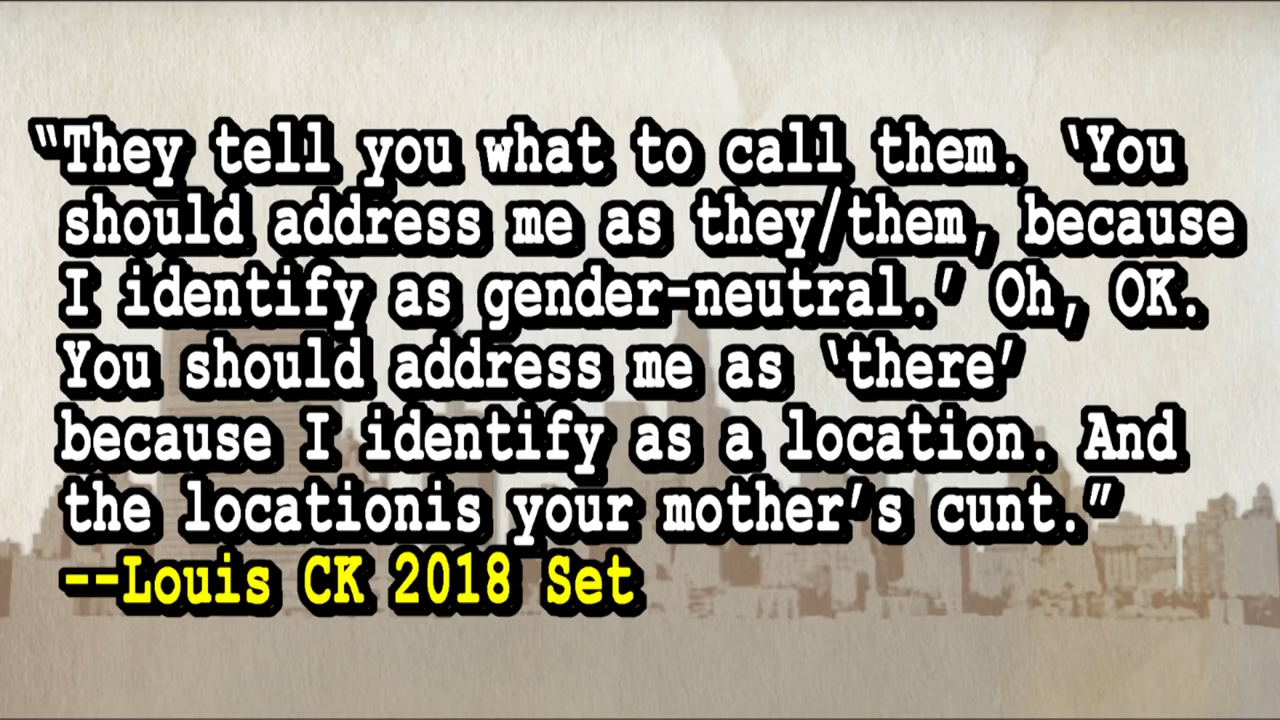 “They tell you what to call them. ‘You
should address me as they/them, because
I identify as gender-neutral.’ Oh, OK.
You should address me as ‘there’
because I identify as a location. And
the locationis your mother’s cunt.”
--Louis CK 2018 Set